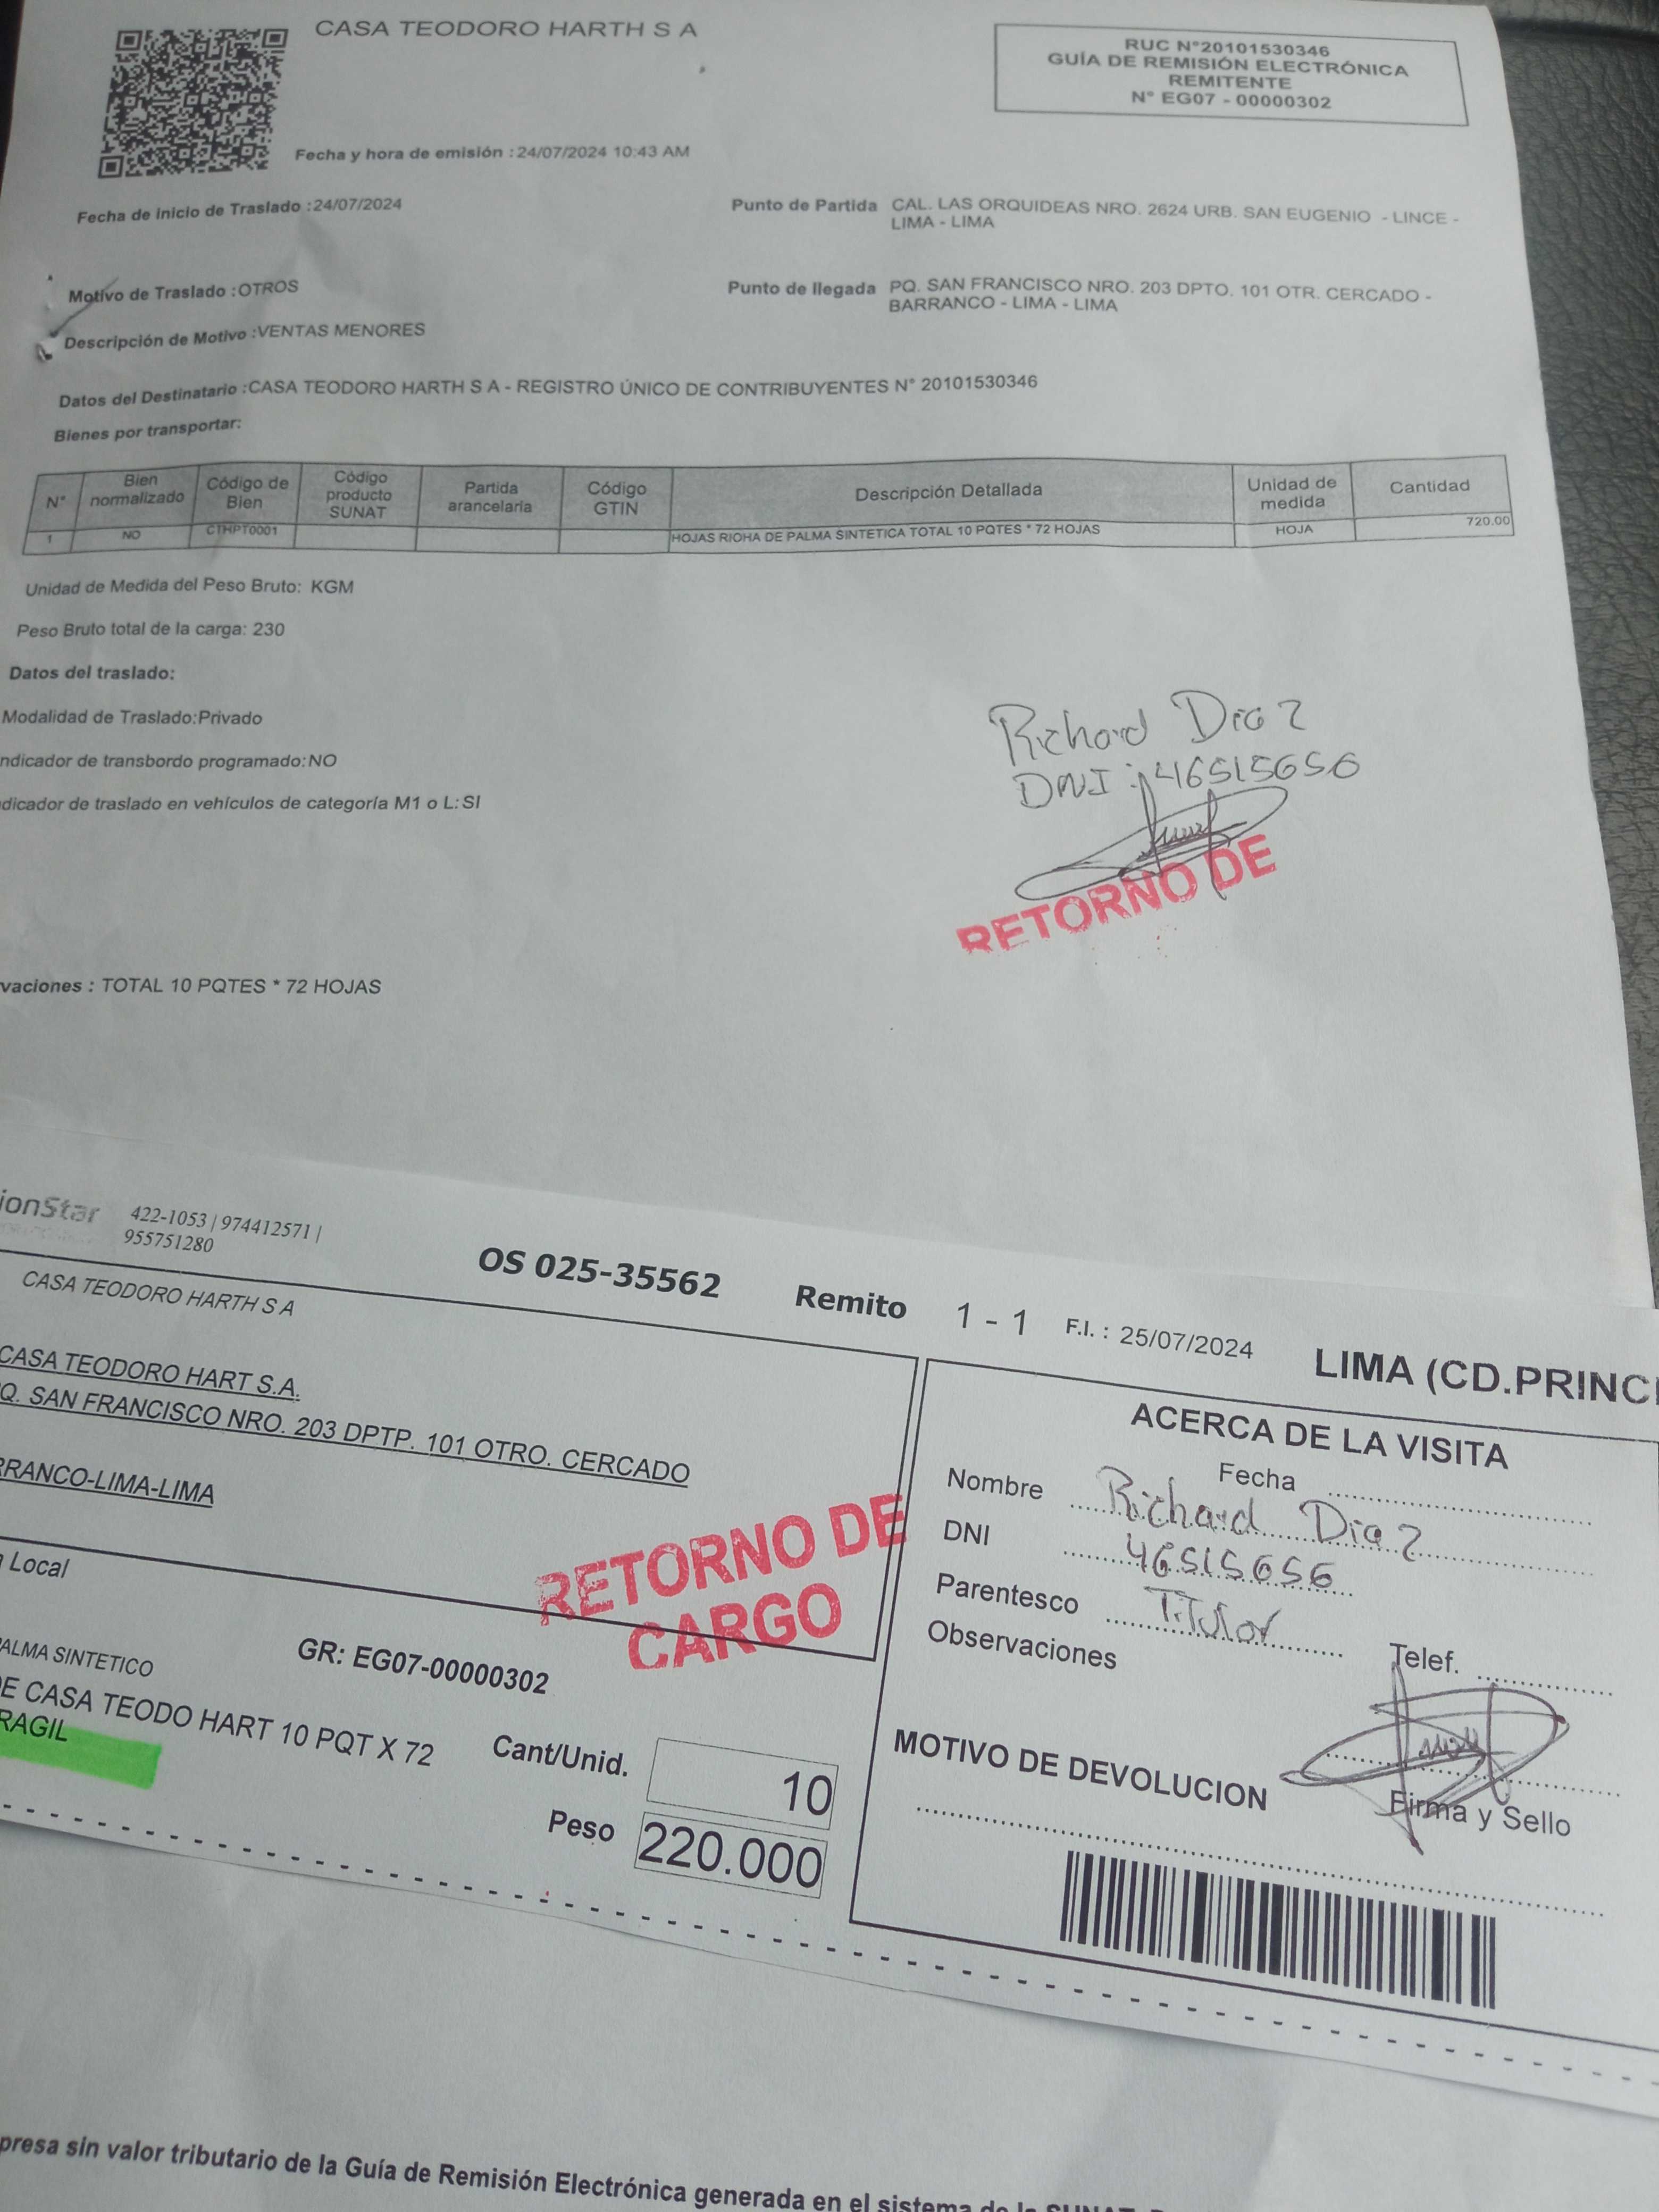 CASA TEODORO HARTH S A
RUC N°20101530346
GUÍA DE REMISIÓN ELECTRÓNICA
REMITENTE
N° EG07 - 00000302
Fecha y hora de emisión :24/07/2024 10:43 AM
Fecha de inicio de Traslado :24/07/2024
Punto de Partida CAL. LAS ORQUIDEAS NRO. 2624 URB. SAN EUGENIO - LINCE -
LIMA - LIMA
Motivo de Traslado :OTROS
Punto de llegada PQ. SAN FRANCISCO NRO. 203 DPTO. 101 OTR. CERCADO -
BARRANCO - LIMA - LIMA
Descripción de Motivo :VENTAS MENORES
Datos del Destinatario :CASA TEODORO HARTH S A - REGISTRO ÚNICO DE CONTRIBUYENTES N° 20101530346
Bienes por transportar:
N° Bien normalizado Código de Bien Código producto SUNAT Partida arancelaria Código GTIN Descripción Detallada Unidad de medida Cantidad
1 NO CTHPT0001 HOJAS RIOHA DE PALMA SINTETICA TOTAL 10 PQTES * 72 HOJAS HOJA 720.00
Unidad de Medida del Peso Bruto: KGM
Peso Bruto total de la carga: 230
Datos del traslado:
Modalidad de Traslado:Privado
ndicador de transbordo programado:NO
dicador de traslado en vehículos de categoría M1 o L:SI
Richard Diaz
DNI : 46515656
RETORNO DE
vaciones : TOTAL 10 PQTES * 72 HOJAS
ionStar
422-1053 | 974412571 |
955751280
OS 025-35562 Remito 1 - 1 F.I. : 25/07/2024 LIMA (CD.PRINCI
CASA TEODORO HARTH S A
CASA TEODORO HART S.A.
Q. SAN FRANCISCO NRO. 203 DPTP. 101 OTRO. CERCADO
RRANCO-LIMA-LIMA
Local
RETORNO DE
CARGO
ALMA SINTETICO
GR: EG07-00000302
E CASA TEODO HART 10 PQT X 72
RAGIL
Cant/Unid. 10
Peso 220.000
ACERCA DE LA VISITA
Fecha
Nombre Richard Diaz
DNI 46515656
Parentesco Titular
Observaciones
Telef.
MOTIVO DE DEVOLUCION
Firma y Sello
presa sin valor tributario de la Guía de Remisión Electrónica generada en el sistema de la SUNAT.